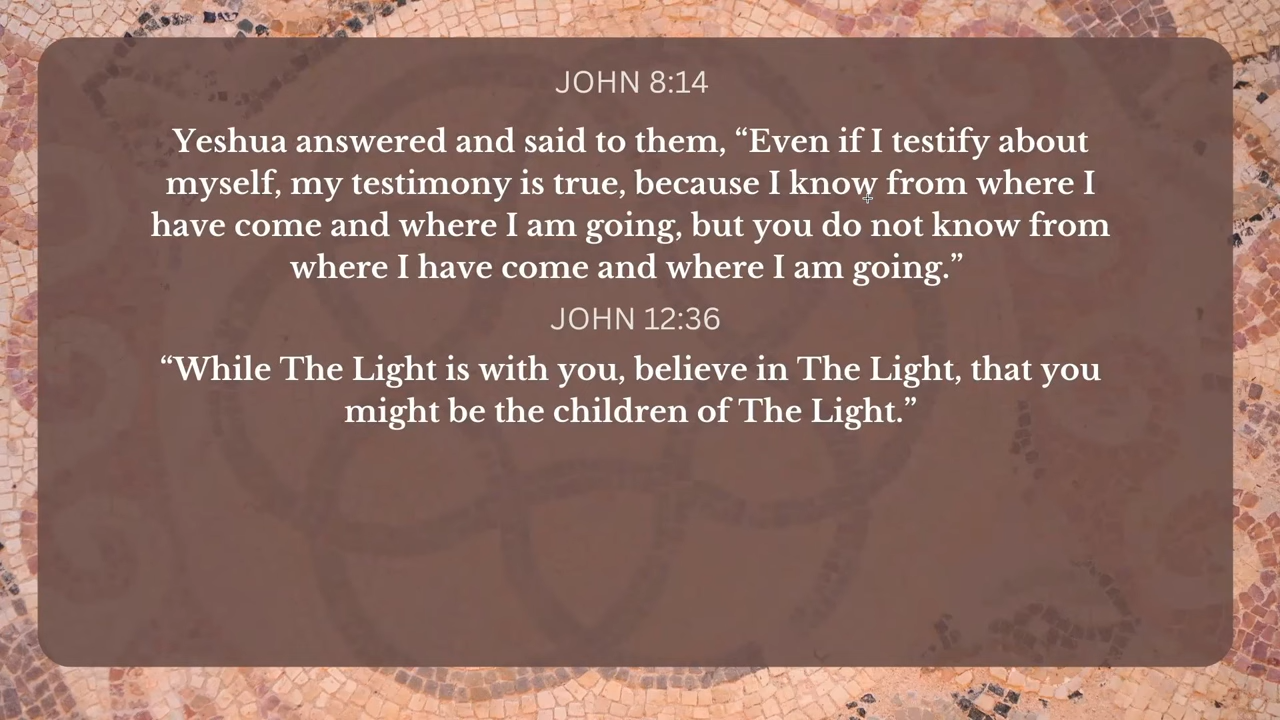 JOHN 8:14
Yeshua answered and said to them, “Even if I testify about
myself, my testimony is true, because I know from where I
have come and where I am going, but you do not know from
where I have come and where I am going.”
JOHN 12:36
“While The Light is with you, believe in The Light, that you
might be the children of The Light.”